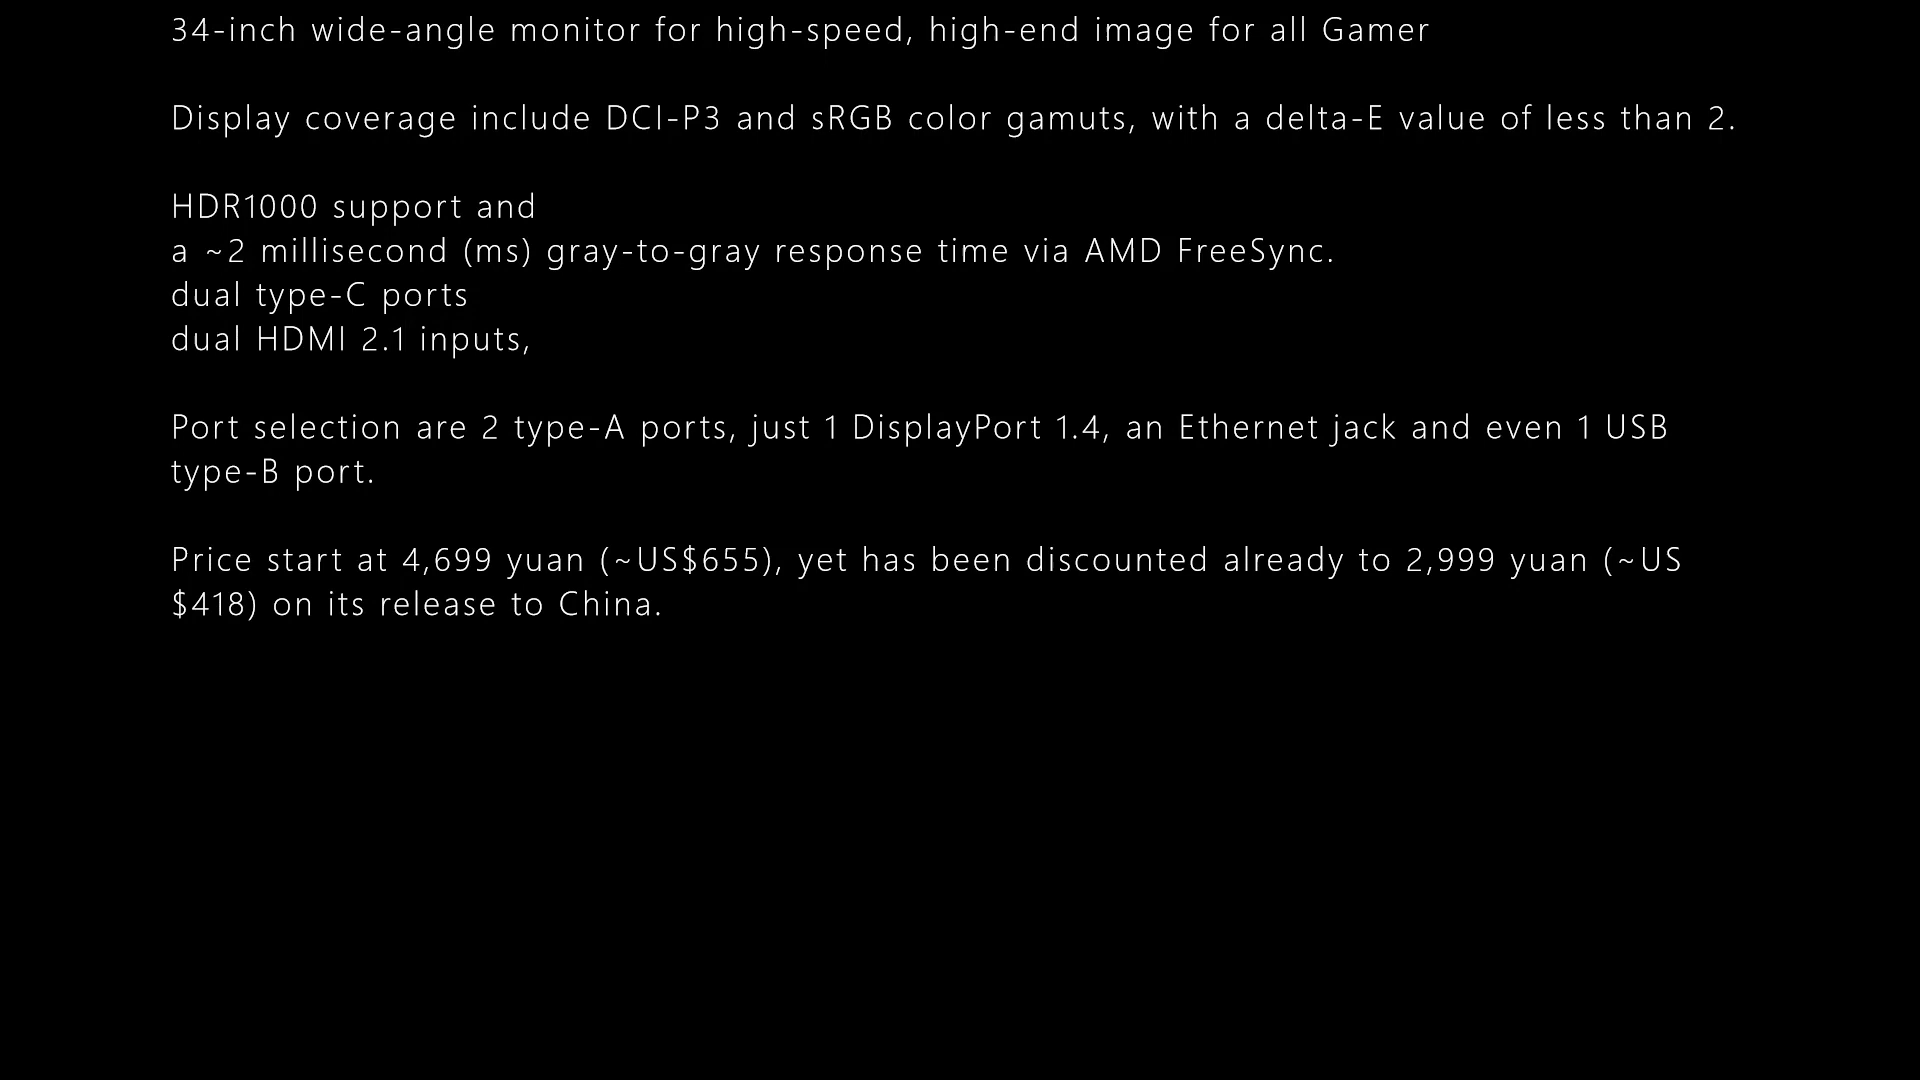 34-inch wide-angle monitor for high-speed, high-end image for all Gamer
Display coverage include DCI-P3 and sRGB color gamuts, with a delta-E value of less than 2.
HDR1000 support and
a ~2 millisecond (ms) gray-to-gray response time via AMD FreeSync.
dual type-C ports
dual HDMI 2.1 inputs,
Port selection are 2 type-A ports, just 1 DisplayPort 1.4, an Ethernet jack and even 1 USB
type-B port.
Price start at 4,699 yuan (~US$655), yet has been discounted already to 2,999 yuan (~US
$418) on its release to China.